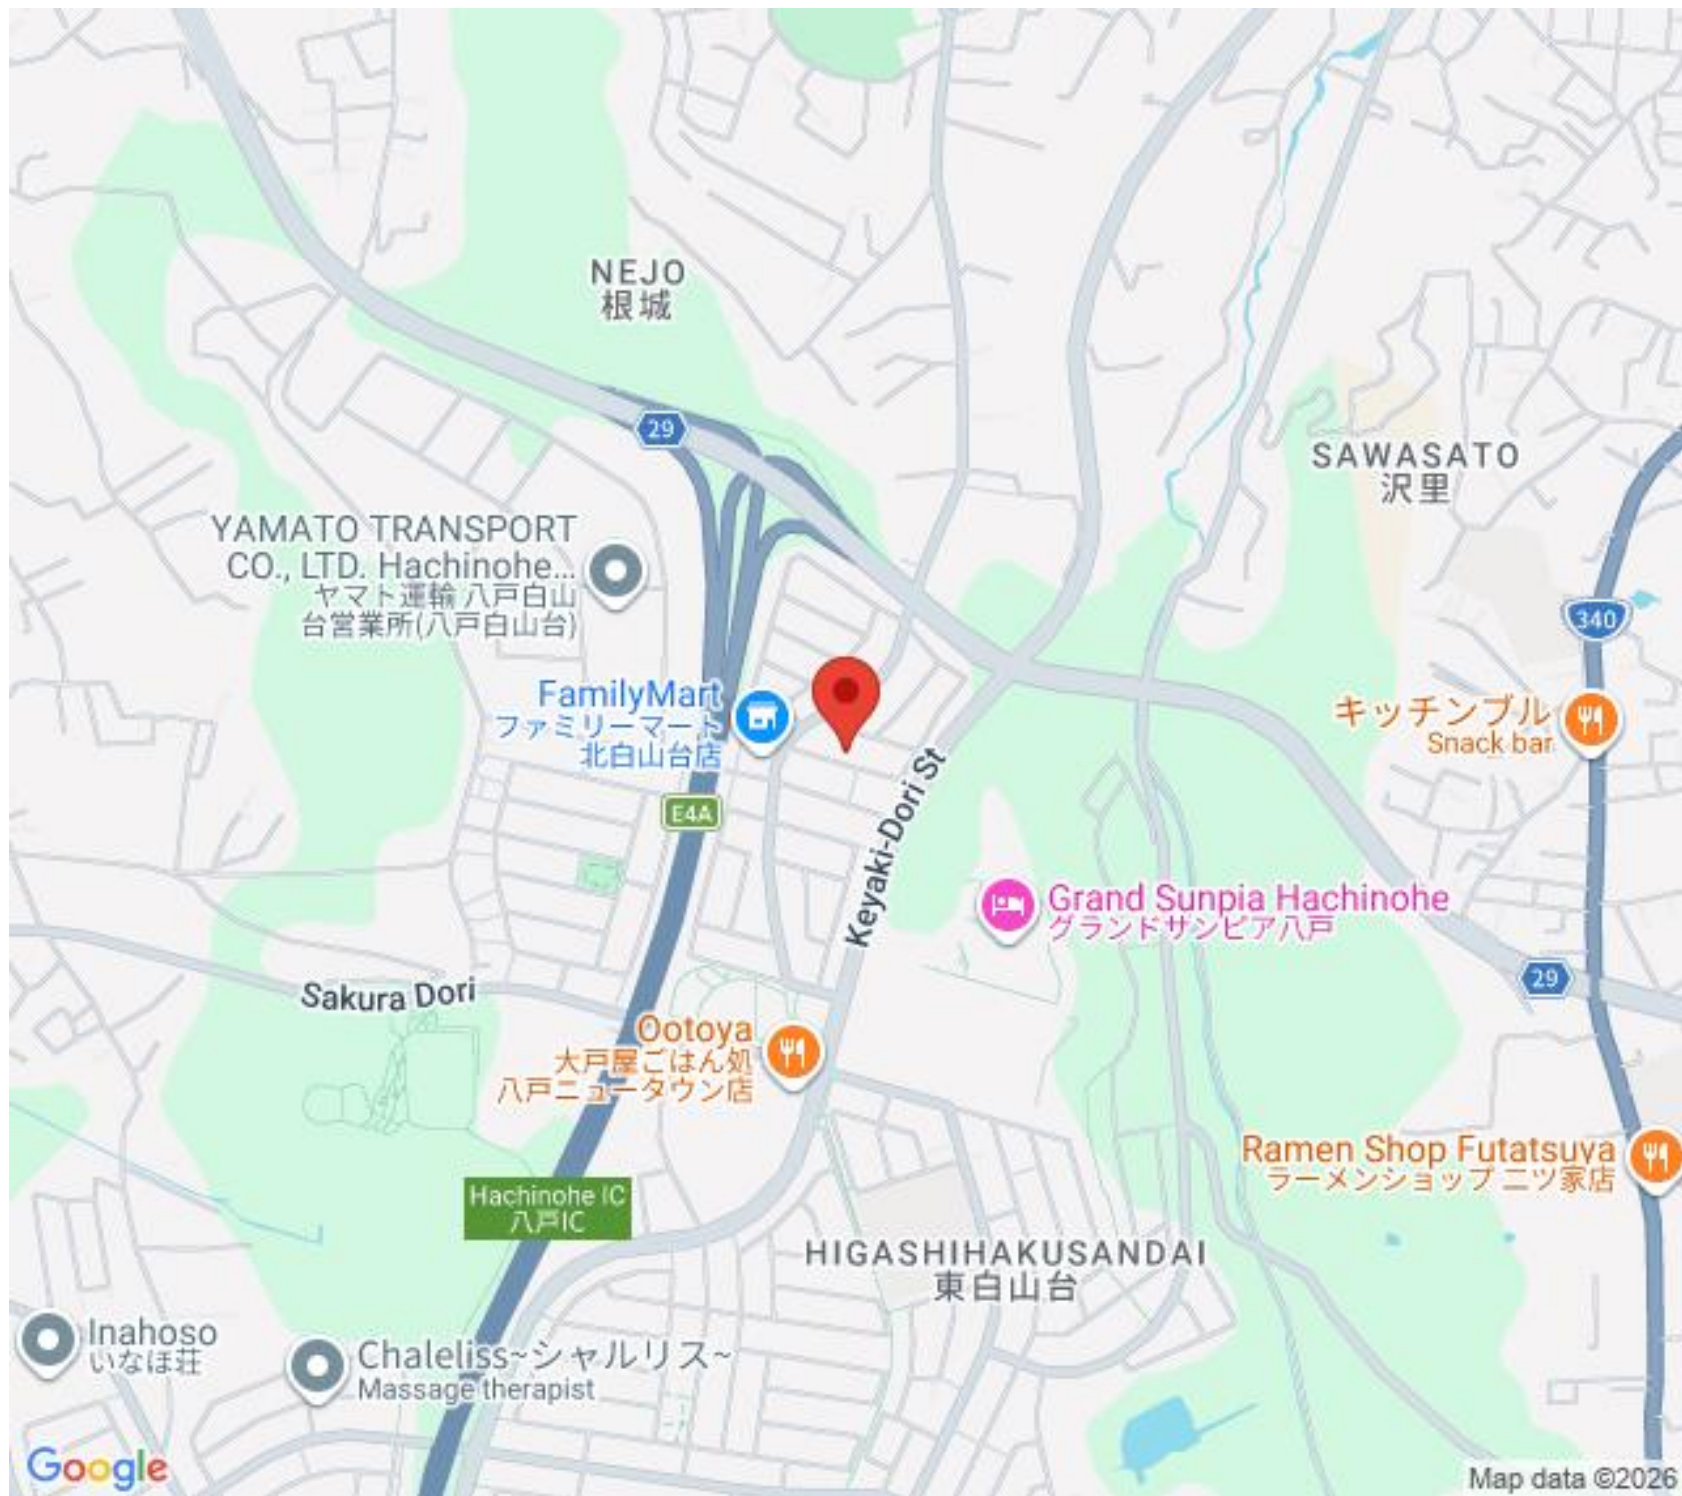 NEJO
根城
29
SAWASATO
沢里
YAMATO TRANSPORT
CO., LTD. Hachinohe...
ヤマト運輸 八戸白山
台営業所(八戸白山台)
340
FamilyMart
ファミリーマート
北白山台店
キッチンブル
Snack bar
E4A
Keyaki-Dori St
Grand Sunpia Hachinohe
グランドサンピア八戸
29
Sakura Dori
Ootoya
大戸屋ごはん処
八戸ニュータウン店
Ramen Shop Futatsuya
ラーメンショップ 二ツ家店
Hachinohe IC
八戸IC
HIGASHIHAKUSANDAI
東白山台
Inahoso
いなほ荘
Chaleliss~シャルリス~
Massage therapist
Google
Map data ©2026